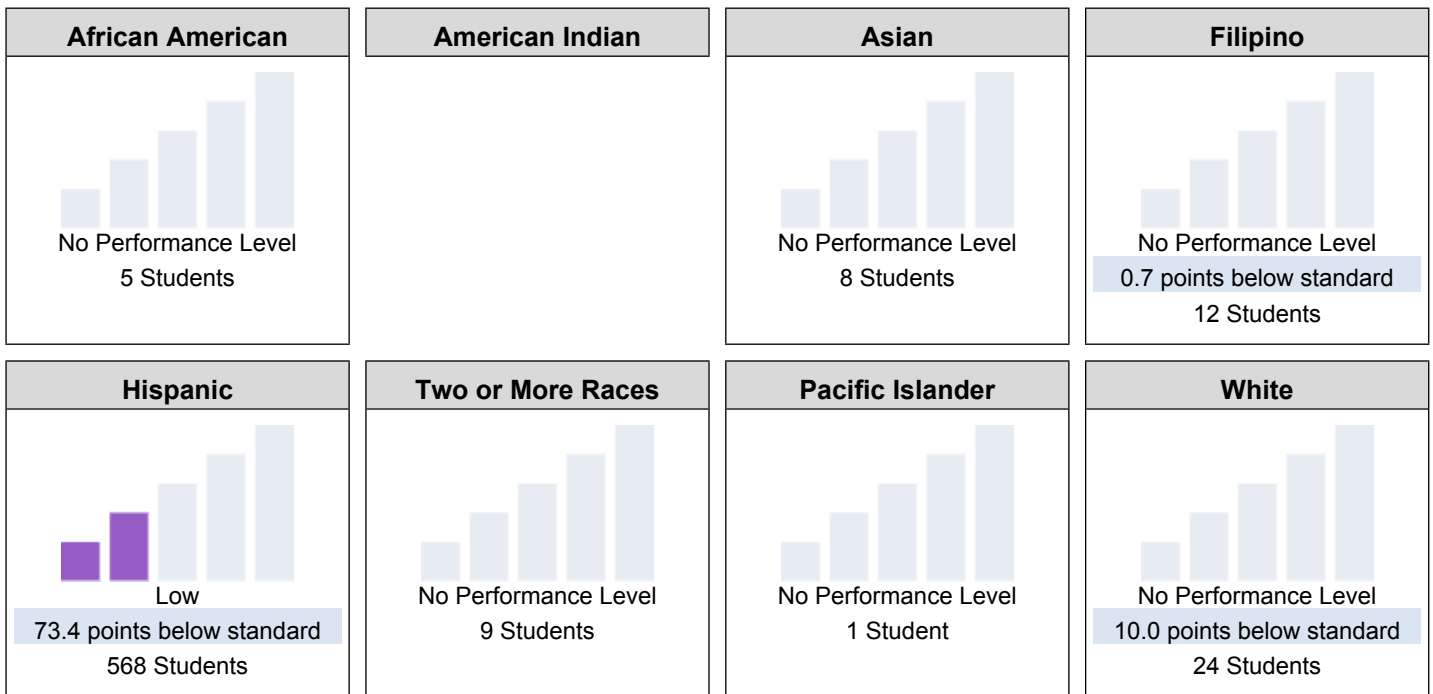 African American
No Performance Level
5 Students
American Indian
Asian
No Performance Level
8 Students
Filipino
No Performance Level
0.7 points below standard
12 Students
Hispanic
Low
73.4 points below standard
568 Students
Two or More Races
No Performance Level
9 Students
Pacific Islander
No Performance Level
1 Student
White
No Performance Level
10.0 points below standard
24 Students